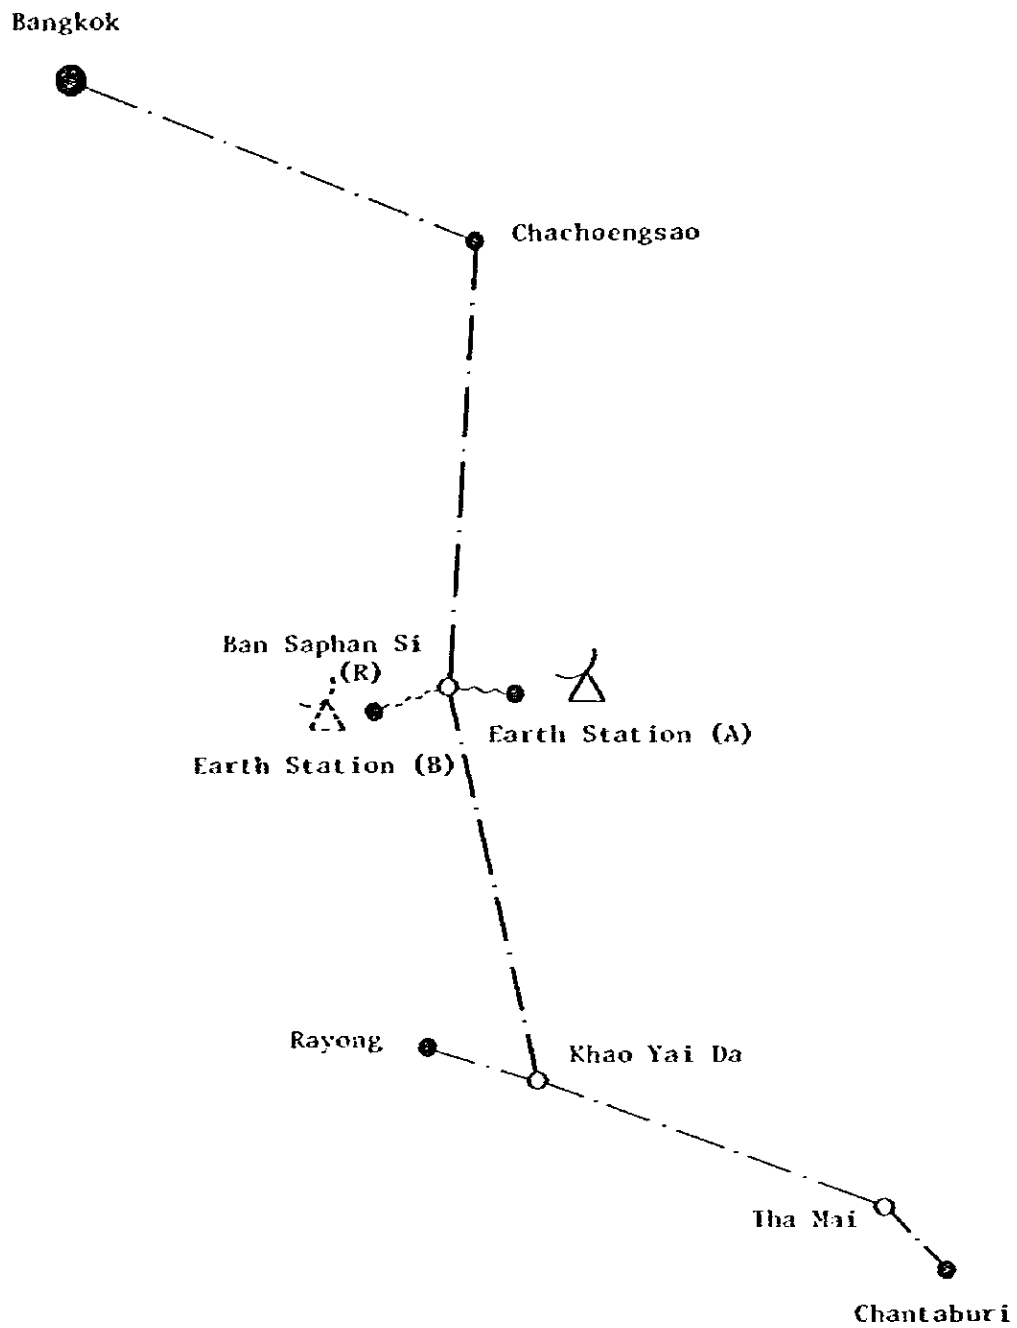 Bangkok
Chachoengsao
Ban Saphan Si
(R)
Earth Station (A)
Earth Station (B)
Rayong
Khao Yai Da
Tha Mai
Chantaburi